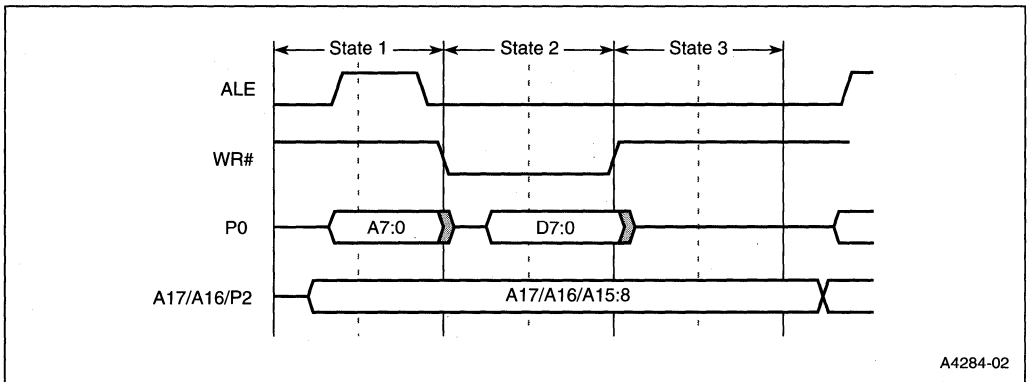 State 1 State 2 State 3
ALE
WR#
P0 A7:0 D7:0
A17/A16/P2 A17/A16/A15:8
A4284-02